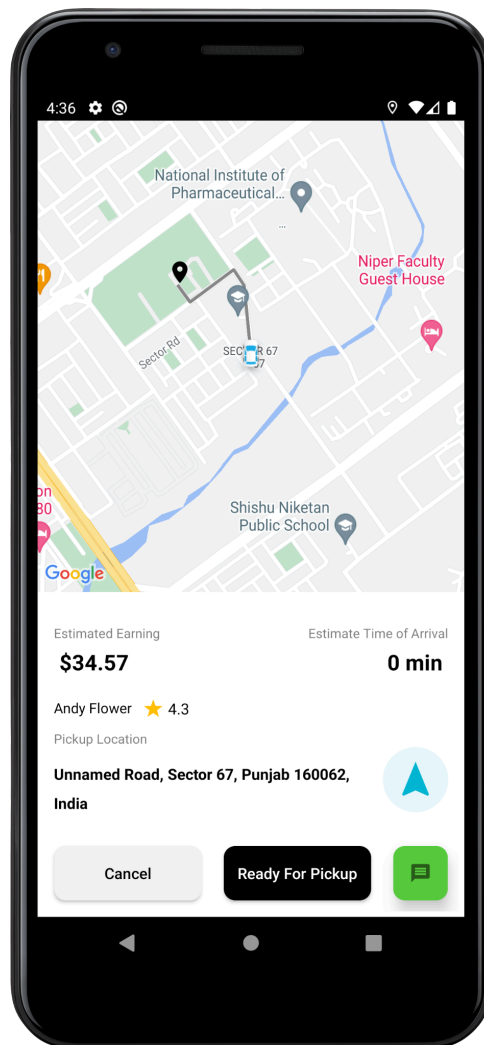 4:36
National Institute of
Pharmaceutical...
...
Niper Faculty
Guest House
Sector Rd
on
80
Shishu Niketan
Public School
Google
Estimated Earning
Estimate Time of Arrival
$34.57
0 min
Andy Flower
4.3
Pickup Location
Unnamed Road, Sector 67, Punjab 160062,
India
Cancel
Ready For Pickup